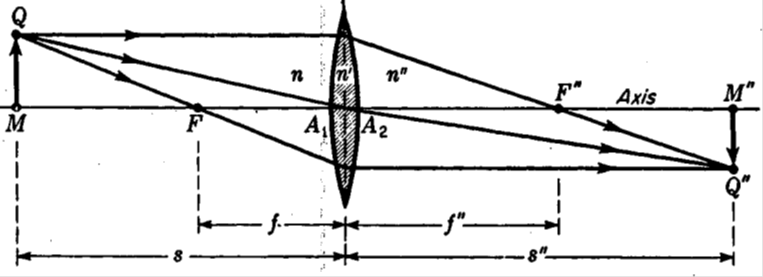 Q
n n′ n″ F″ Axis M″
M F A₁ A₂
Q″
f f″
s s″